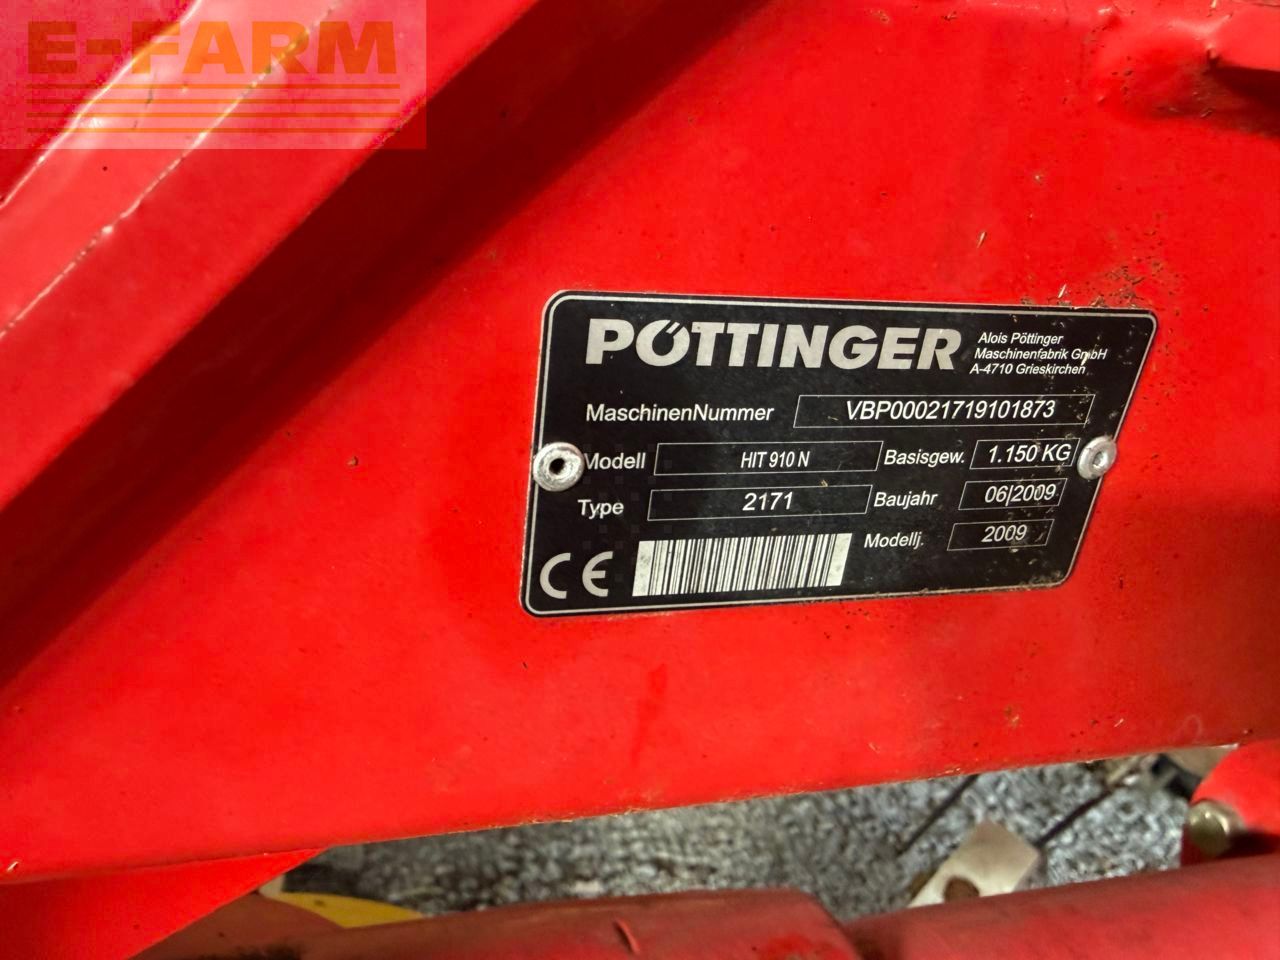 E-FARM
PÖTTINGER
Alois Pöttinger
Maschinenfabrik GmbH
A-4710 Grieskirchen
MaschinenNummer VBP00021719101873
Modell HIT 910 N Basisgew. 1.150 KG
Type 2171 Baujahr 06|2009
CE Modellj. 2009